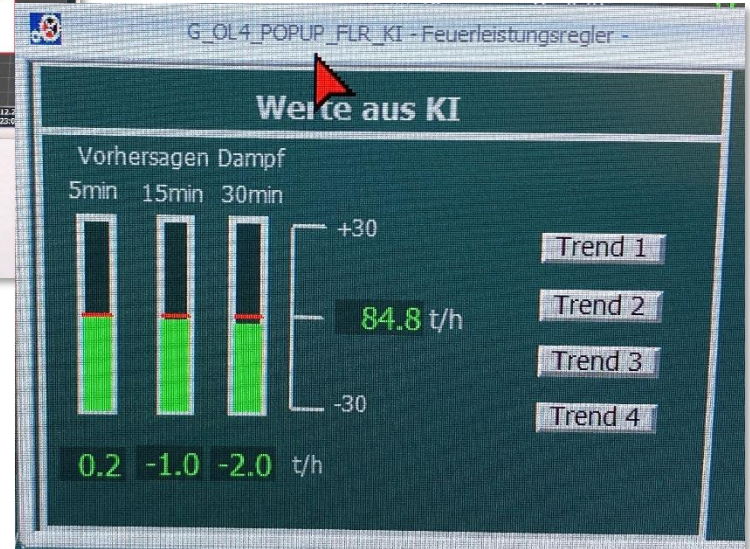 G_OL4_POPUP_FLR_KI - Feuerleistungsregler -
Werte aus KI
Vorhersagen Dampf
5min 15min 30min
+30
Trend 1
84.8 t/h
Trend 2
Trend 3
-30
Trend 4
0.2 -1.0 -2.0 t/h